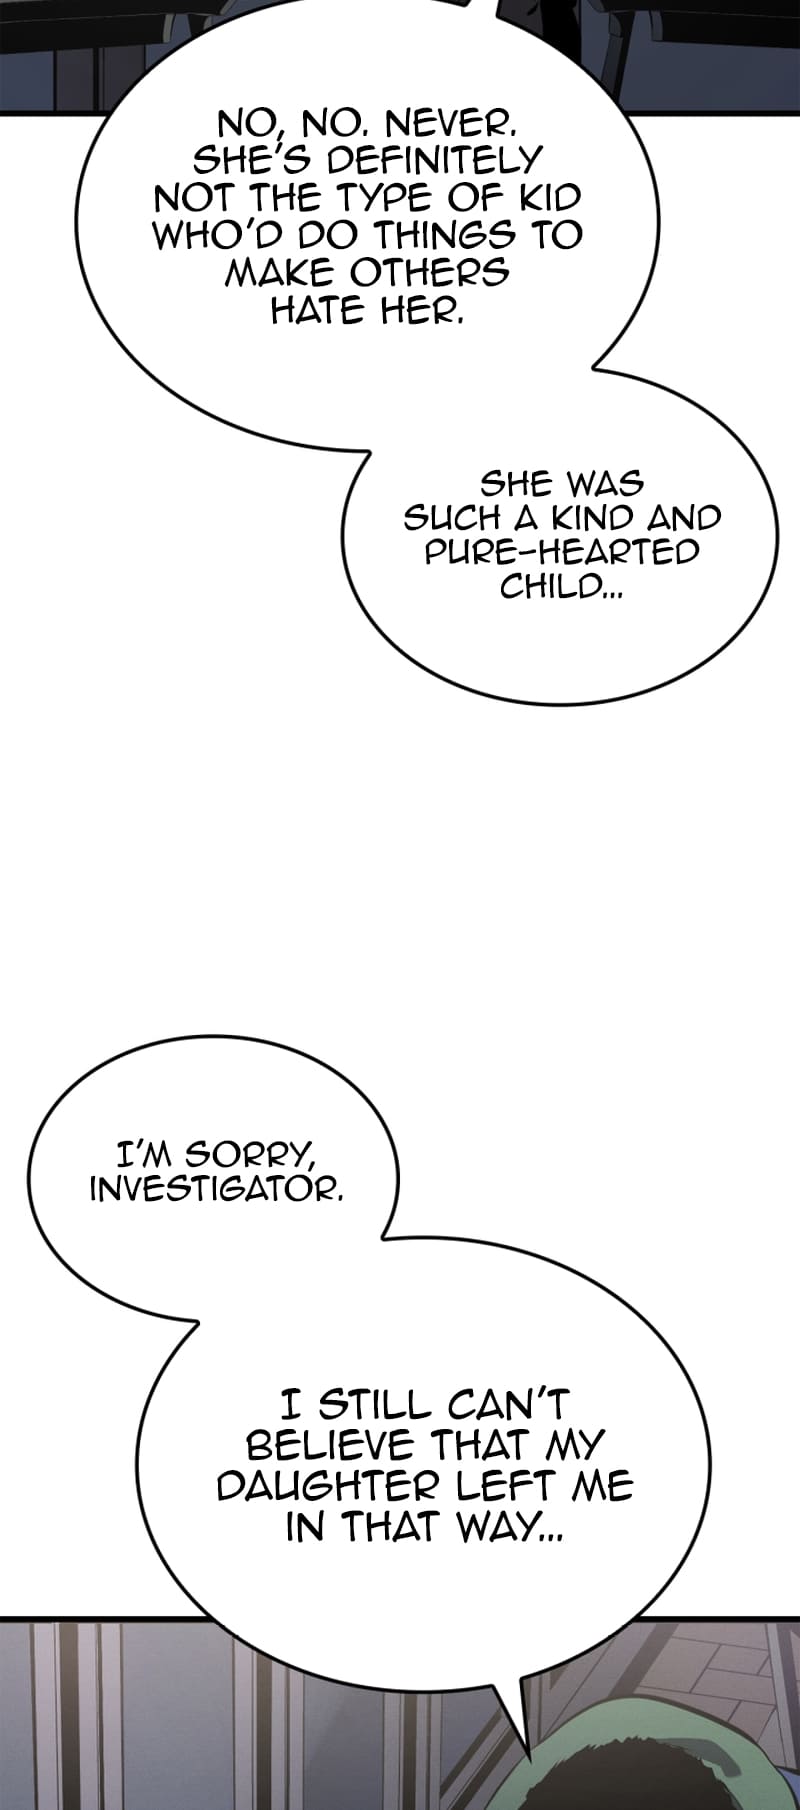 NO, NO. NEVER.
SHE'S DEFINITELY
NOT THE TYPE OF KID
WHO'D DO THINGS TO
MAKE OTHERS
HATE HER.
SHE WAS
SUCH A KIND AND
PURE-HEARTED
CHILD...
I'M SORRY,
INVESTIGATOR.
I STILL CAN'T
BELIEVE THAT MY
DAUGHTER LEFT ME
IN THAT WAY...